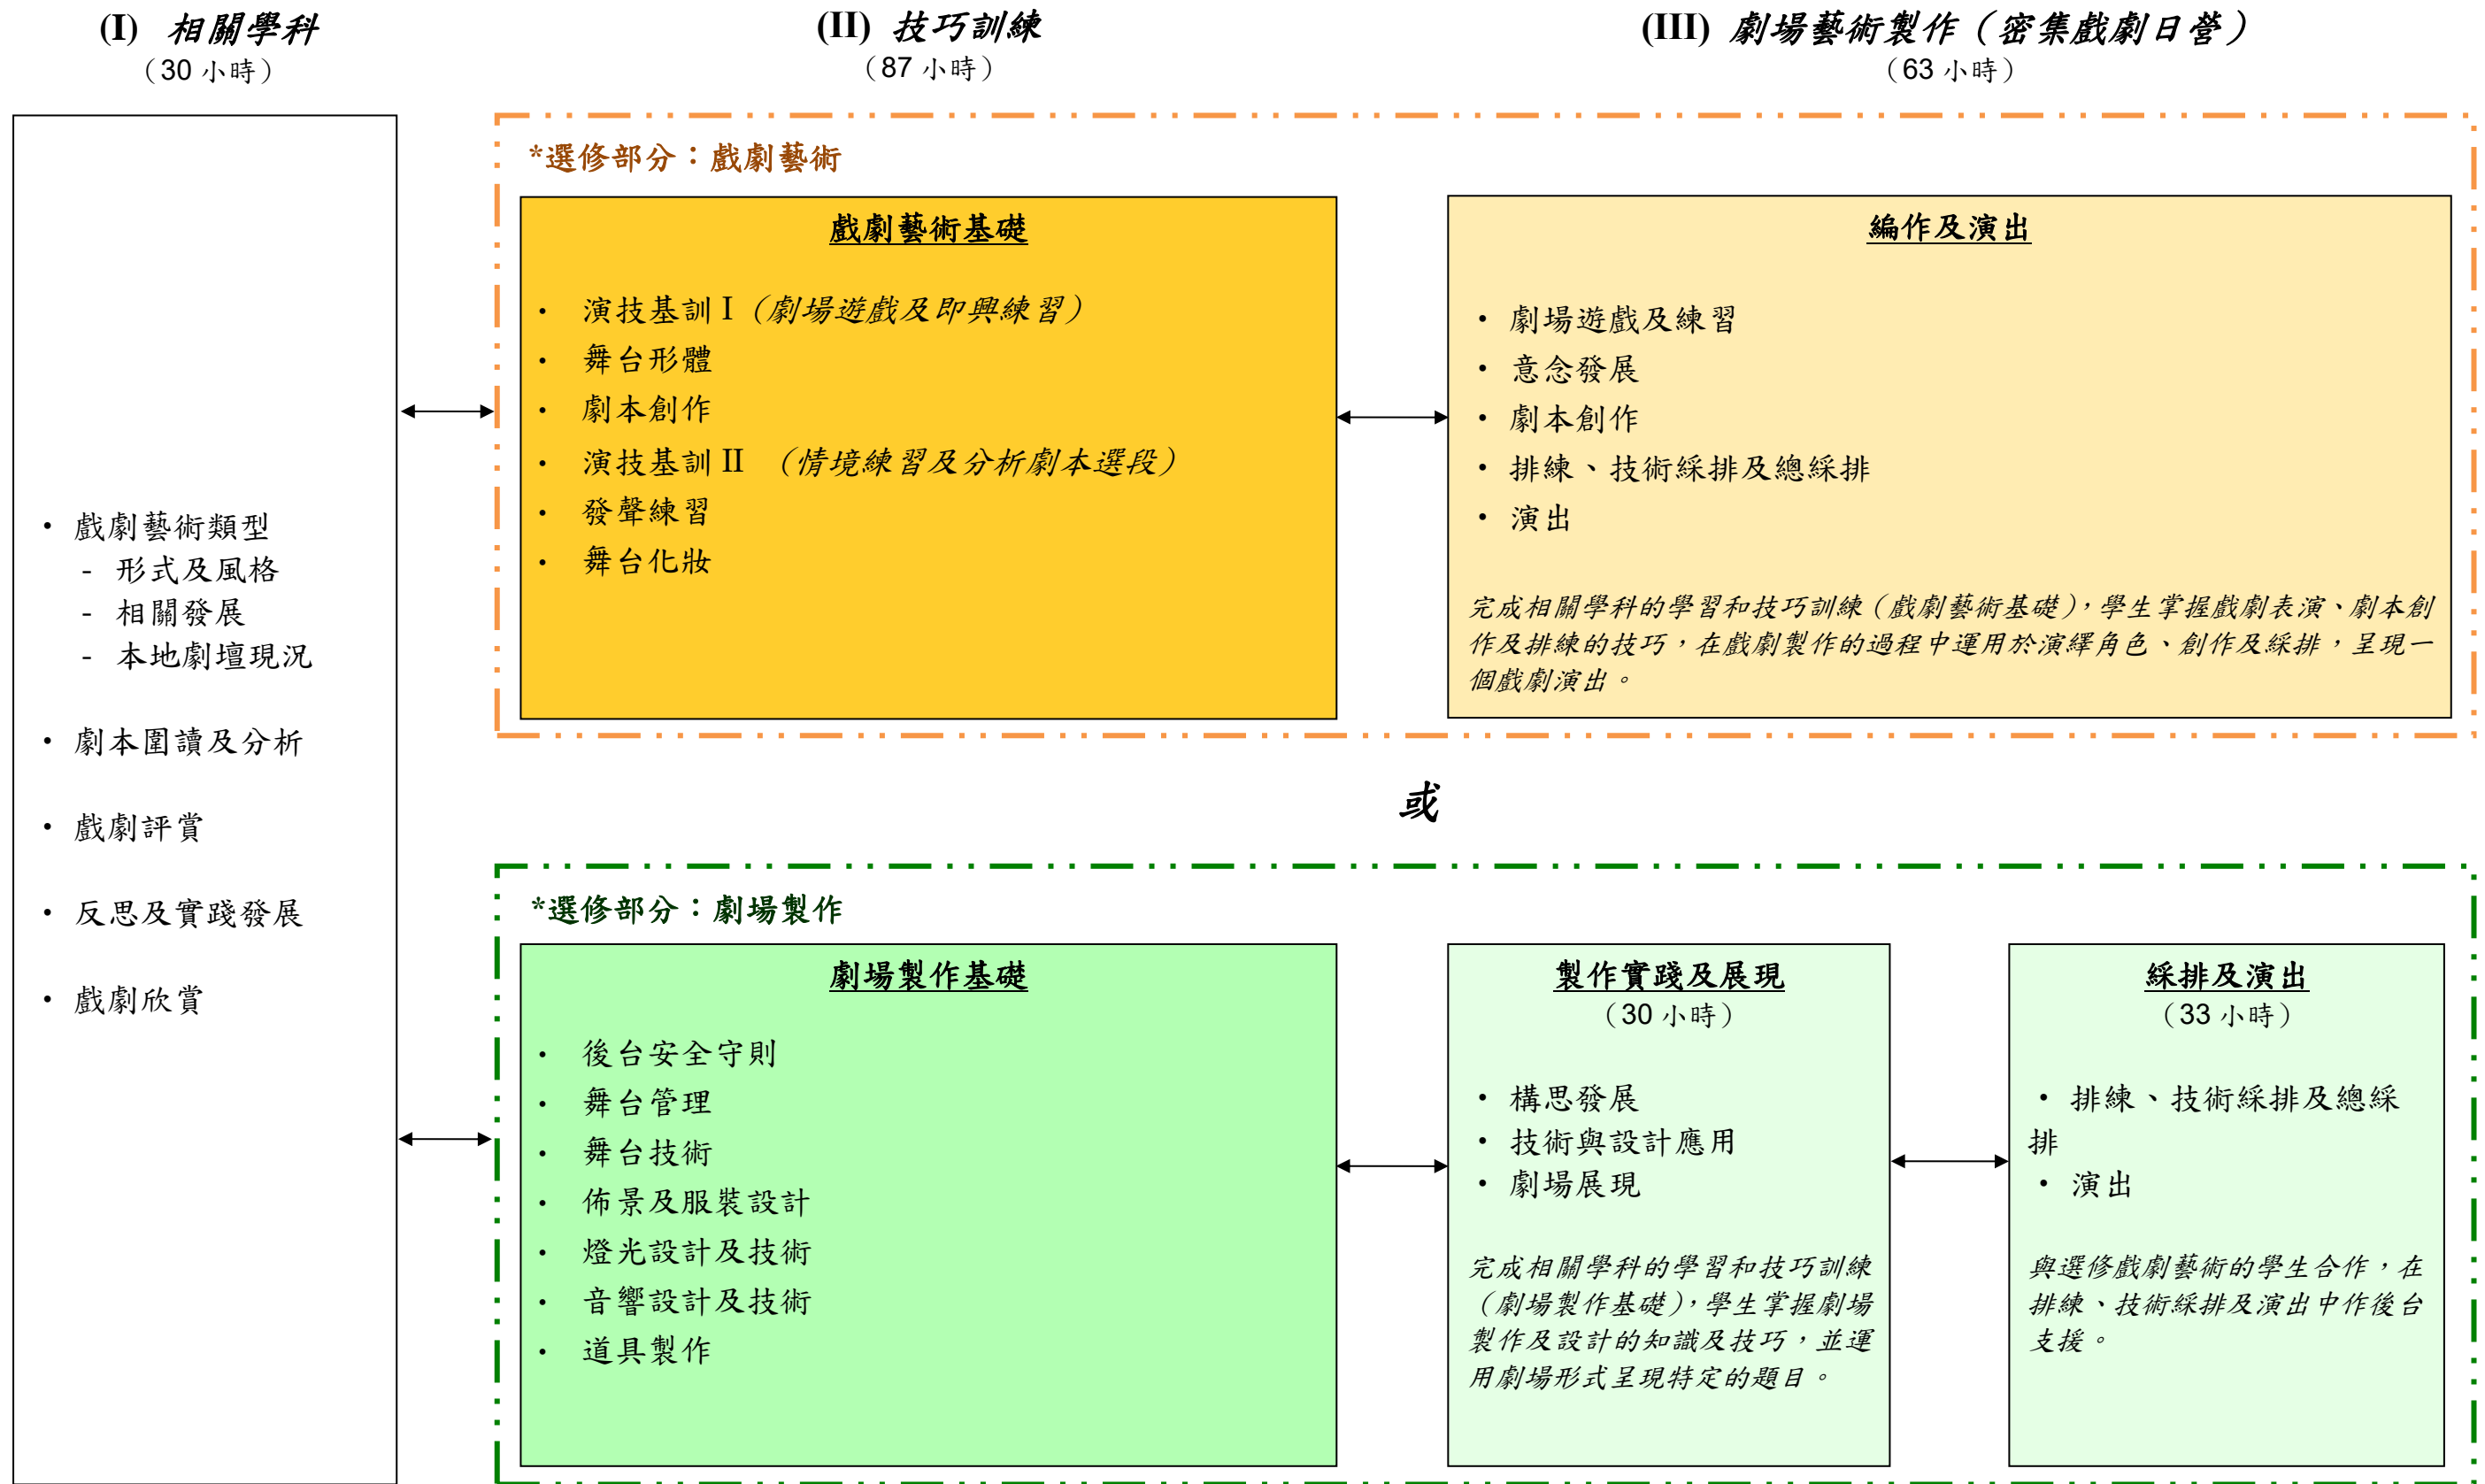 (I) 相關學科
（30 小時）
(II) 技巧訓練
（87 小時）
(III) 劇場藝術製作（密集戲劇日營）
（63 小時）
• 戲劇藝術類型
- 形式及風格
- 相關發展
- 本地劇壇現況
• 劇本圍讀及分析
• 戲劇評賞
• 反思及實踐發展
• 戲劇欣賞
*選修部分：戲劇藝術
戲劇藝術基礎
• 演技基訓 I（劇場遊戲及即興練習）
• 舞台形體
• 劇本創作
• 演技基訓 II （情境練習及分析劇本選段）
• 發聲練習
• 舞台化妝
編作及演出
• 劇場遊戲及練習
• 意念發展
• 劇本創作
• 排練、技術綵排及總綵排
• 演出
完成相關學科的學習和技巧訓練（戲劇藝術基礎），學生掌握戲劇表演、劇本創
作及排練的技巧，在戲劇製作的過程中運用於演繹角色、創作及綵排，呈現一
個戲劇演出。
或
*選修部分：劇場製作
劇場製作基礎
• 後台安全守則
• 舞台管理
• 舞台技術
• 佈景及服裝設計
• 燈光設計及技術
• 音響設計及技術
• 道具製作
製作實踐及展現
（30 小時）
• 構思發展
• 技術與設計應用
• 劇場展現
完成相關學科的學習和技巧訓練
（劇場製作基礎），學生掌握劇場
製作及設計的知識及技巧，並運
用劇場形式呈現特定的題目。
綵排及演出
（33 小時）
• 排練、技術綵排及總綵
排
• 演出
與選修戲劇藝術的學生合作，在
排練、技術綵排及演出中作後台
支援。